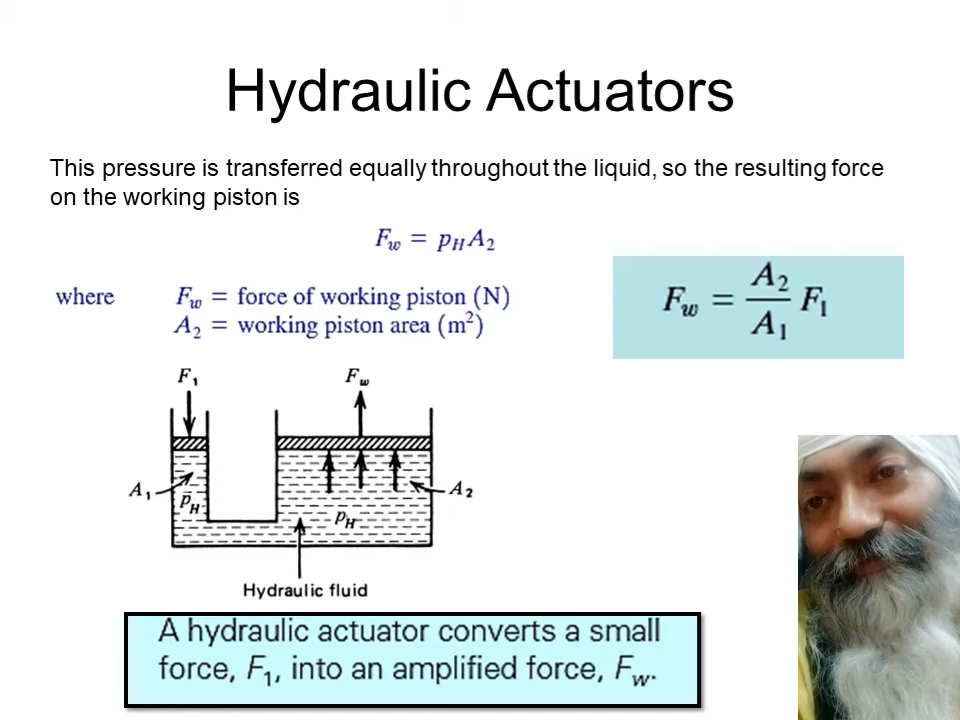 Hydraulic Actuators
This pressure is transferred equally throughout the liquid, so the resulting force
on the working piston is
F_w = p_H A_2
where F_w = force of working piston (N)
A_2 = working piston area (m²)
F_w = A_2 / A_1 F_1
F_1 F_w
A_1 p_H p_H A_2
Hydraulic fluid
A hydraulic actuator converts a small
force, F_1, into an amplified force, F_w.